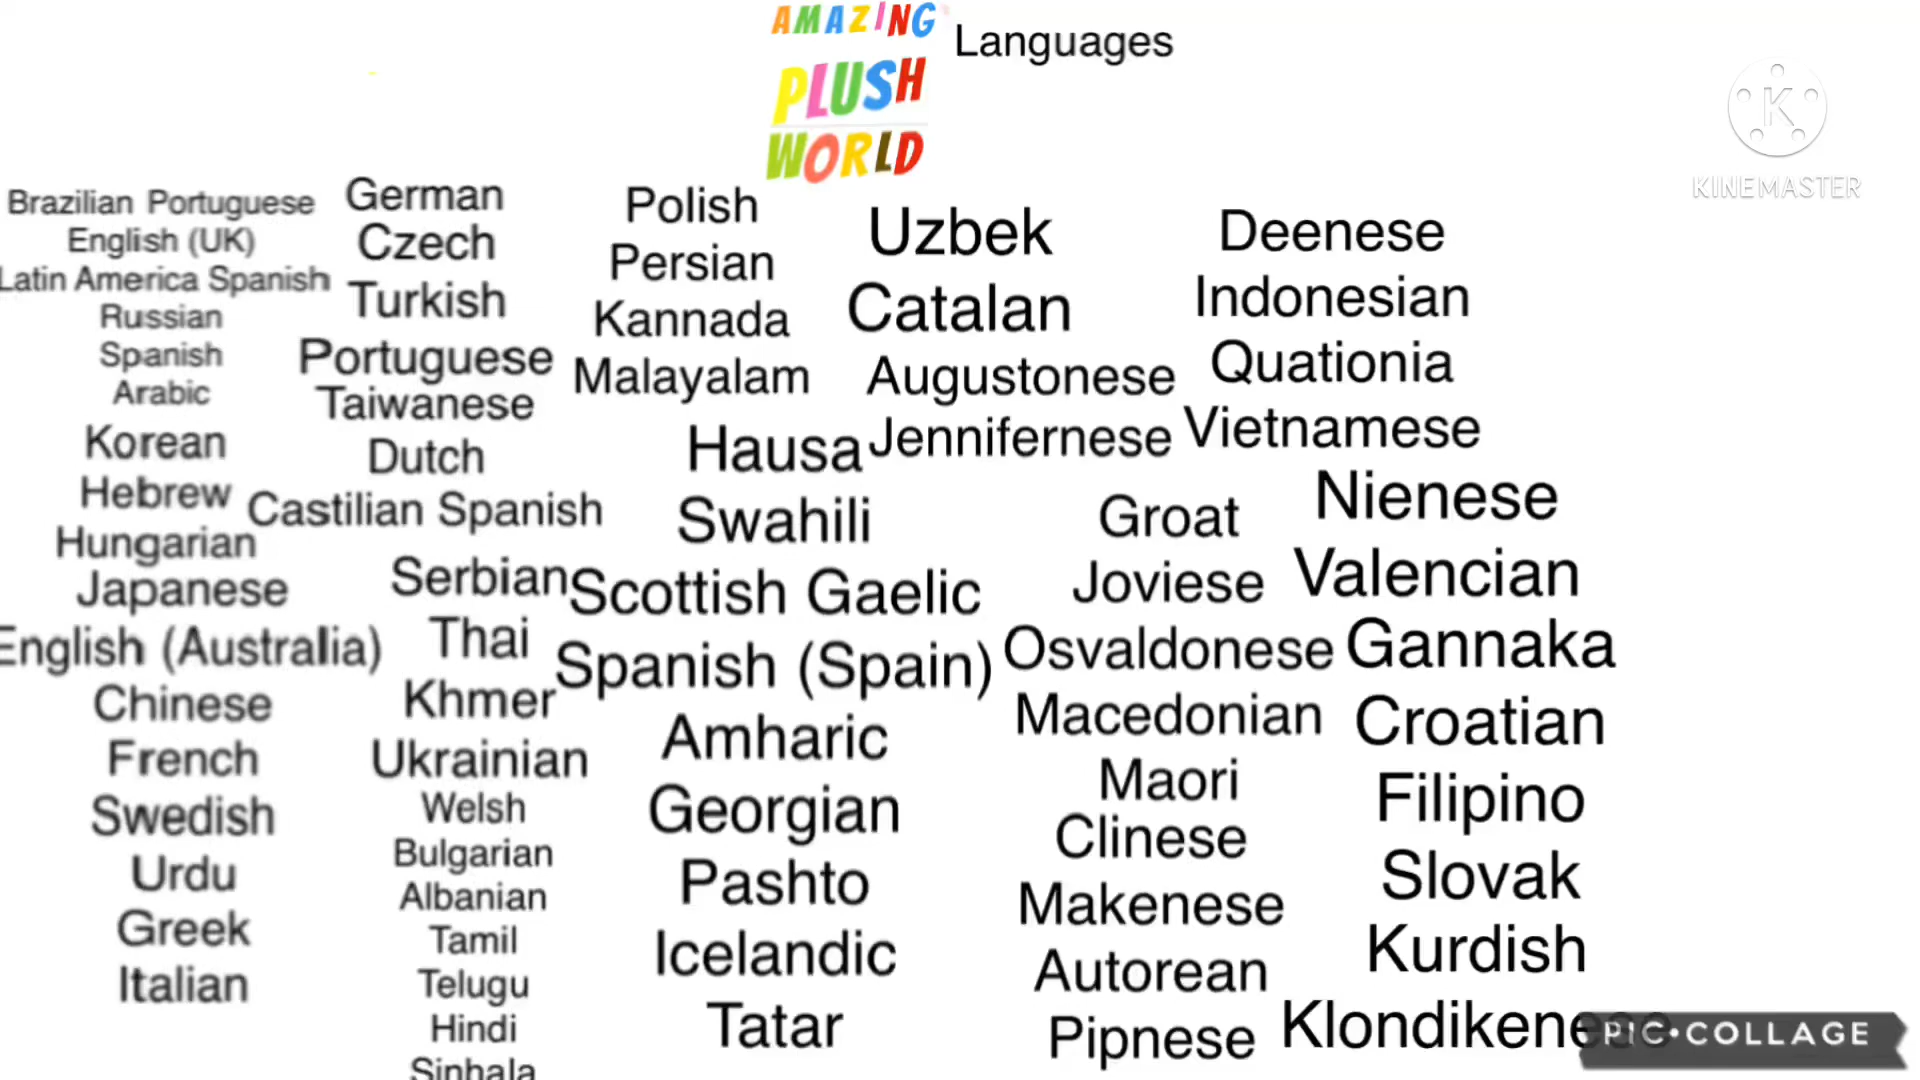 AMAZING
PLUSH
WORLD
Languages
KINEMASTER
Brazilian Portuguese
English (UK)
Latin America Spanish
Russian
Spanish
Arabic
Korean
Hebrew
Hungarian
Japanese
English (Australia)
Chinese
French
Swedish
Urdu
Greek
Italian
German
Czech
Turkish
Portuguese
Taiwanese
Dutch
Castilian Spanish
Serbian
Thai
Khmer
Ukrainian
Welsh
Bulgarian
Albanian
Tamil
Telugu
Hindi
Sinhala
Polish
Persian
Kannada
Malayalam
Hausa
Swahili
Scottish Gaelic
Spanish (Spain)
Amharic
Georgian
Pashto
Icelandic
Tatar
Uzbek
Catalan
Augustonese
Jennifernese
Groat
Joviese
Osvaldonese
Macedonian
Maori
Clinese
Makenese
Autorean
Pipnese
Deenese
Indonesian
Quationia
Vietnamese
Nienese
Valencian
Gannaka
Croatian
Filipino
Slovak
Kurdish
Klondikenese
PIC•COLLAGE